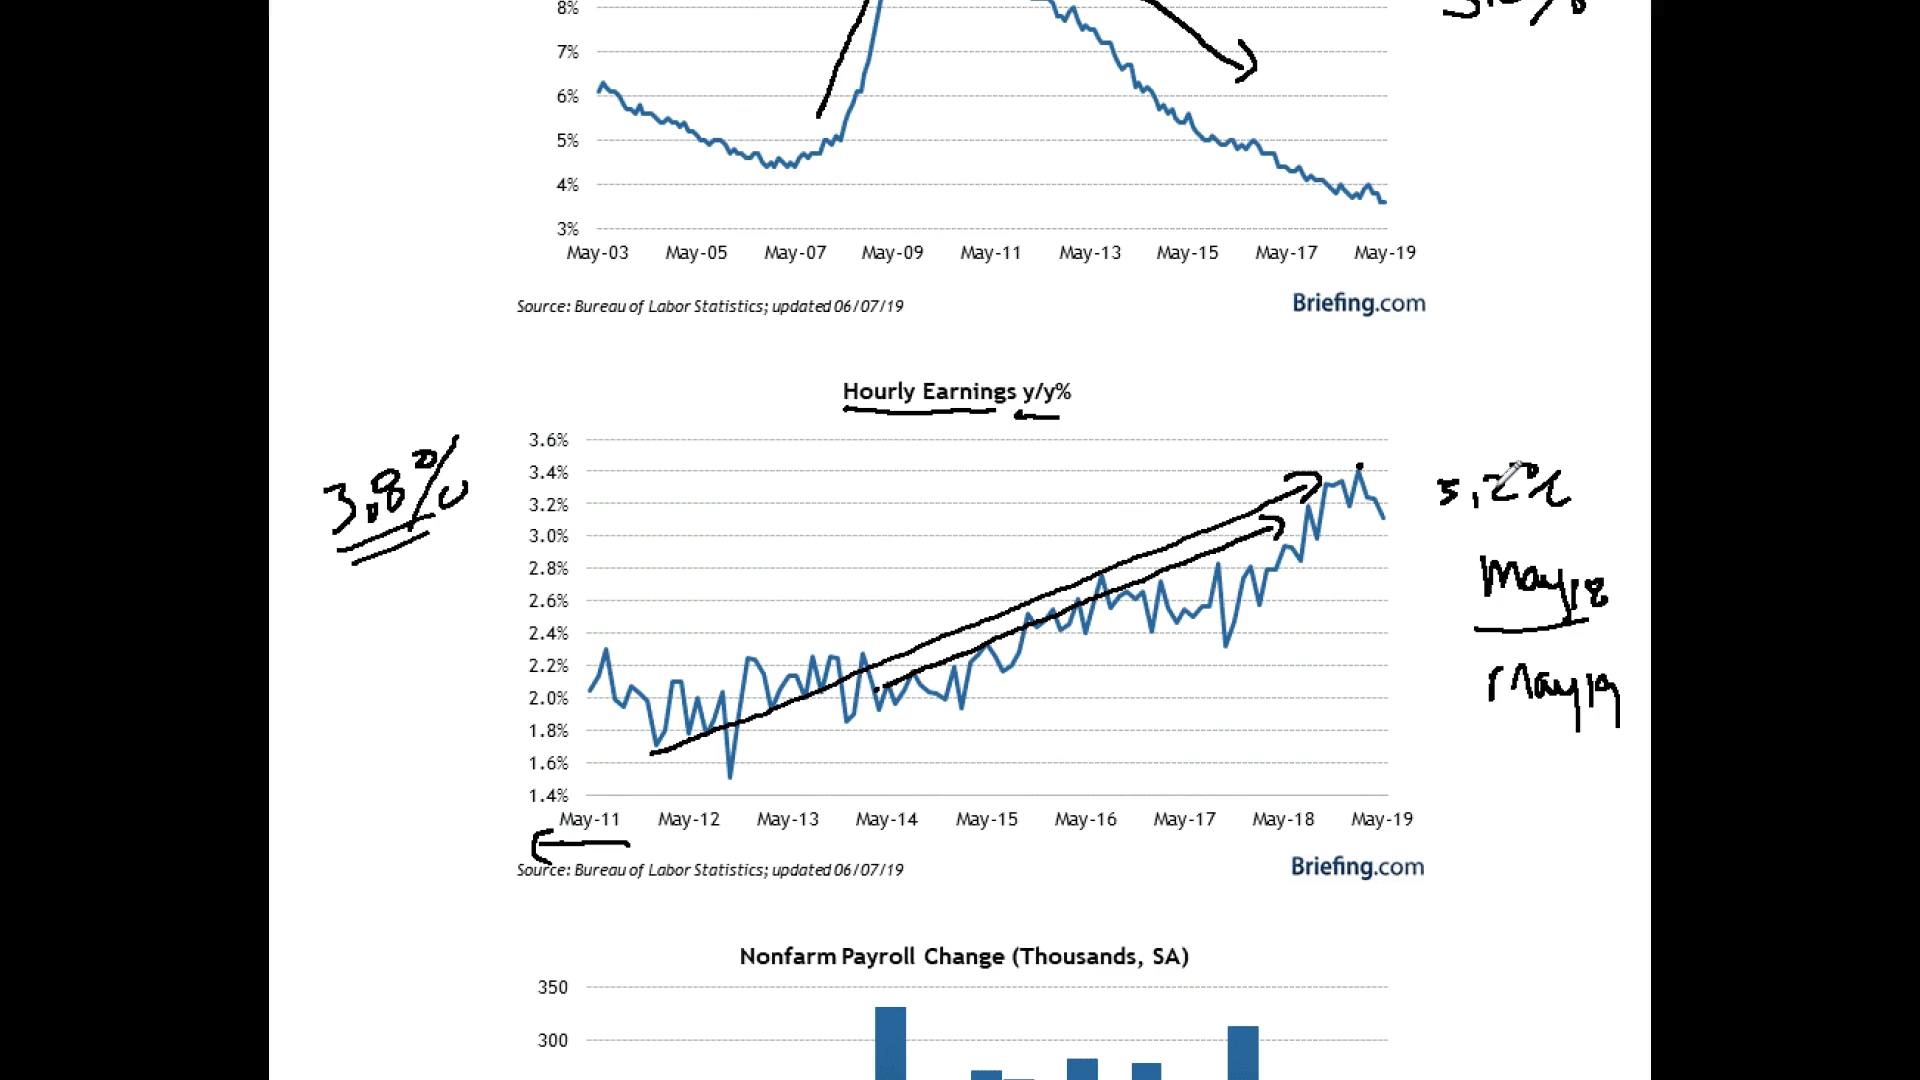 8%
7%
6%
5%
4%
3%
May-03 May-05 May-07 May-09 May-11 May-13 May-15 May-17 May-19
Source: Bureau of Labor Statistics; updated 06/07/19
Briefing.com
Hourly Earnings y/y%
3.8%
3.6%
3.4%
3.2%
3.0%
2.8%
2.6%
2.4%
2.2%
2.0%
1.8%
1.6%
1.4%
May-11 May-12 May-13 May-14 May-15 May-16 May-17 May-18 May-19
May 18
May 19
Source: Bureau of Labor Statistics; updated 06/07/19
Briefing.com
Nonfarm Payroll Change (Thousands, SA)
350
300